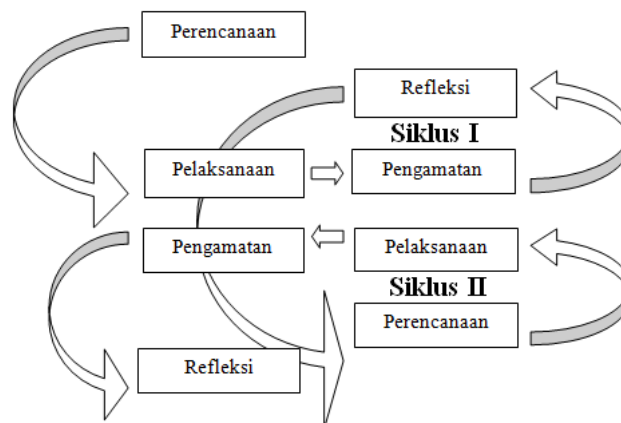 Perencanaan
Refleksi
Siklus I
Pelaksanaan
Pengamatan
Pengamatan
Pelaksanaan
Siklus II
Perencanaan
Refleksi